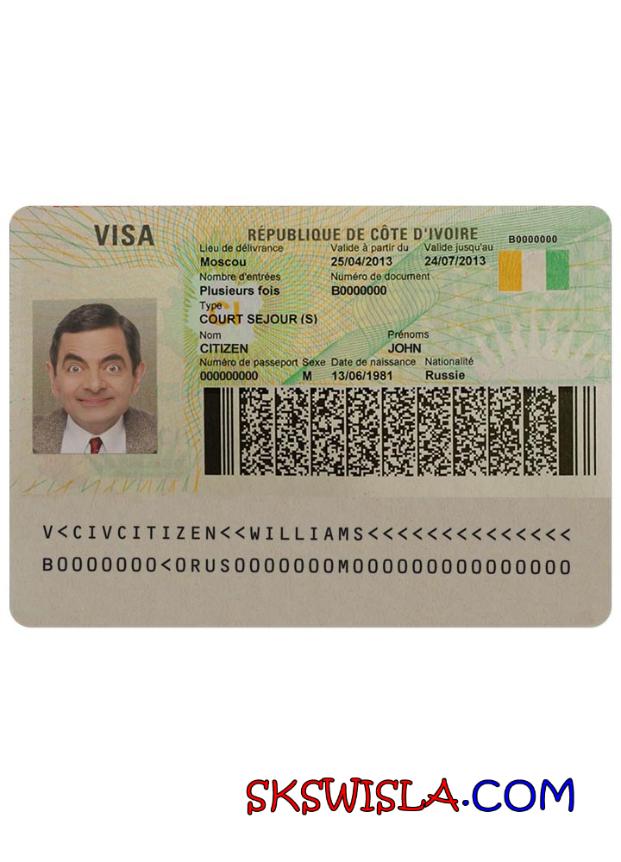 VISA
RÉPUBLIQUE DE CÔTE D'IVOIRE
B0000000
Lieu de délivrance Valide à partir du Valide jusqu'au
Moscou 25/04/2013 24/07/2013
Nombre d'entrées Numéro de document
Plusieurs fois B0000000
Type
COURT SEJOUR (S)
Nom Prénoms
CITIZEN JOHN
Numéro de passeport Sexe Date de naissance Nationalité
000000000 M 13/06/1981 Russie
V<CIVCITIZEN<<WILLIAMS<<<<<<<<<<<<<<
B0000000<0RUS0000000M000000000000000
SKSWISLA.COM